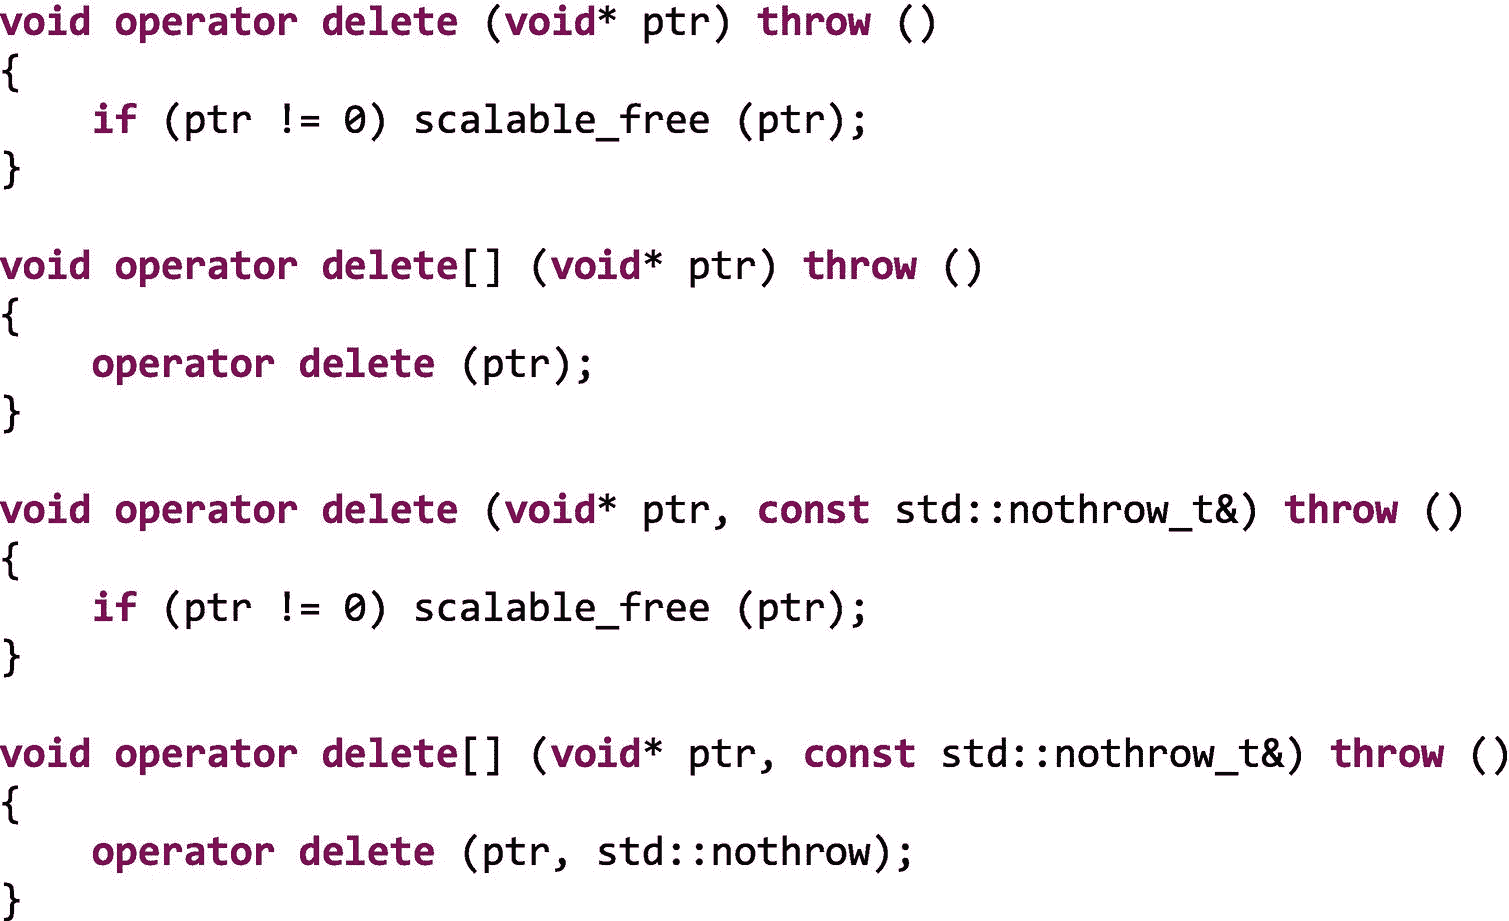 void operator delete (void* ptr) throw ()
{
    if (ptr != 0) scalable_free (ptr);
}

void operator delete[] (void* ptr) throw ()
{
    operator delete (ptr);
}

void operator delete (void* ptr, const std::nothrow_t&) throw ()
{
    if (ptr != 0) scalable_free (ptr);
}

void operator delete[] (void* ptr, const std::nothrow_t&) throw ()
{
    operator delete (ptr, std::nothrow);
}